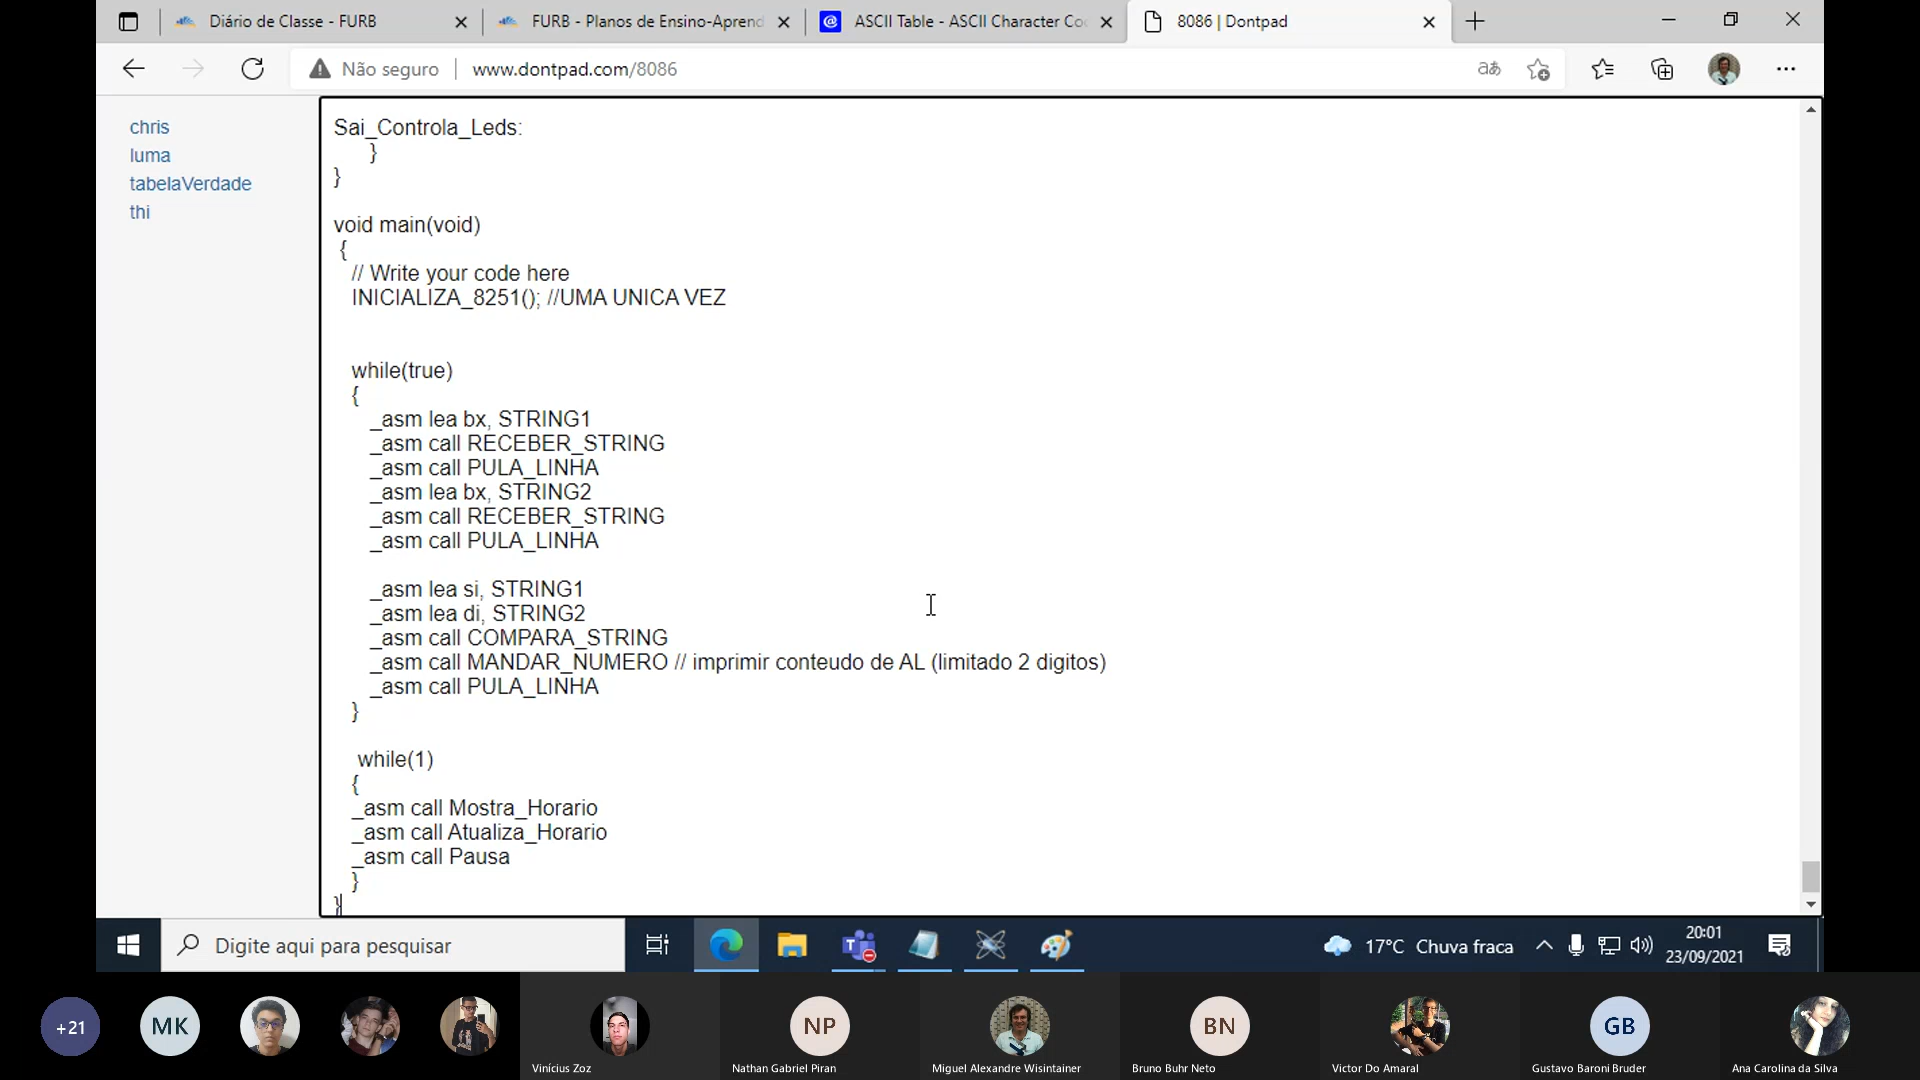 Diário de Classe - FURB
FURB - Planos de Ensino-Aprend
ASCII Table - ASCII Character Co
8086 | Dontpad
Não seguro
www.dontpad.com/8086
aあ
chris
luma
tabelaVerdade
thi
Sai_Controla_Leds:
}
}
void main(void)
{
// Write your code here
INICIALIZA_8251(); //UMA UNICA VEZ
while(true)
{
_asm lea bx, STRING1
_asm call RECEBER_STRING
_asm call PULA_LINHA
_asm lea bx, STRING2
_asm call RECEBER_STRING
_asm call PULA_LINHA
_asm lea si, STRING1
_asm lea di, STRING2
_asm call COMPARA_STRING
_asm call MANDAR_NUMERO // imprimir conteudo de AL (limitado 2 digitos)
_asm call PULA_LINHA
}
while(1)
{
_asm call Mostra_Horario
_asm call Atualiza_Horario
_asm call Pausa
}
}
Digite aqui para pesquisar
17°C Chuva fraca
20:01
23/09/2021
+21
MK
NP
BN
GB
Vinícius Zoz
Nathan Gabriel Piran
Miguel Alexandre Wisintainer
Bruno Buhr Neto
Victor Do Amaral
Gustavo Baroni Bruder
Ana Carolina da Silva